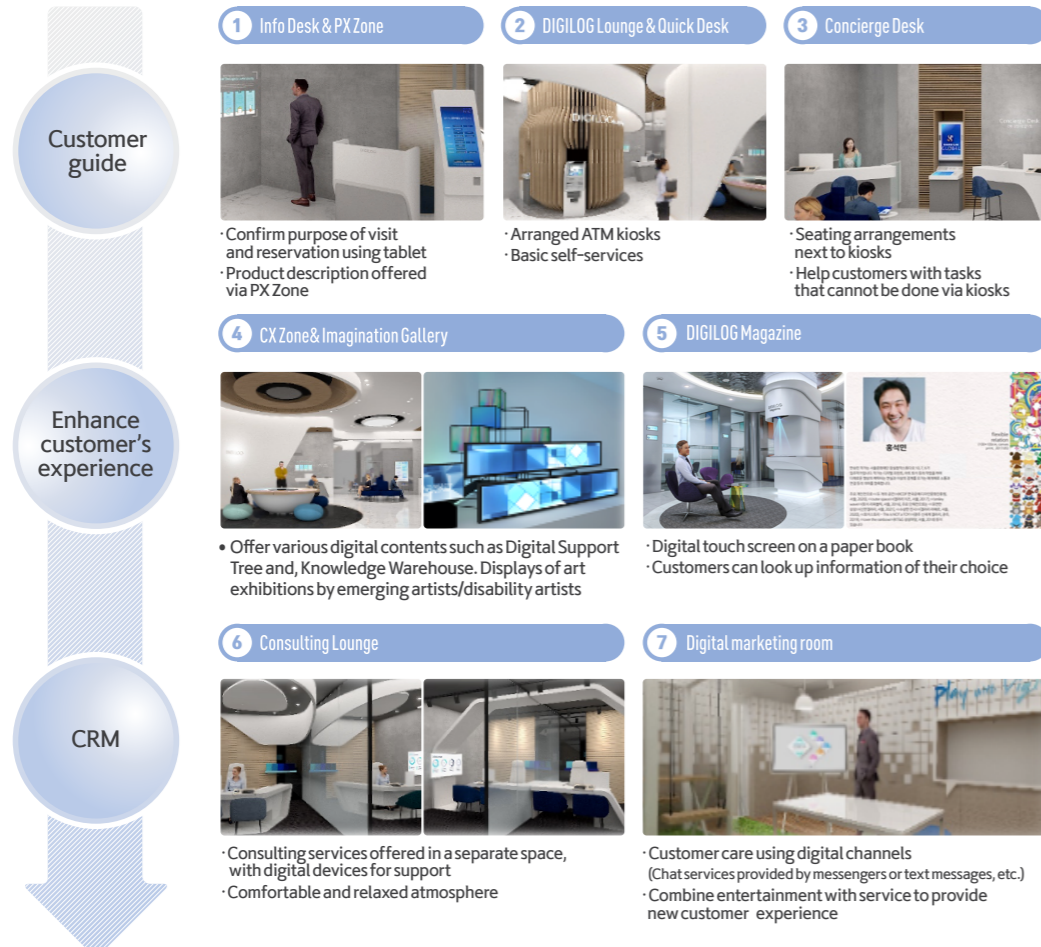 Customer
guide
1 Info Desk & PX Zone
· Confirm purpose of visit
and reservation using tablet
· Product description offered
via PX Zone
2 DIGILOG Lounge & Quick Desk
DIGILOG
· Arranged ATM kiosks
· Basic self-services
3 Concierge Desk
Concierge Desk
· Seating arrangements
next to kiosks
· Help customers with tasks
that cannot be done via kiosks
Enhance
customer's
experience
4 CX Zone& Imagination Gallery
• Offer various digital contents such as Digital Support
Tree and, Knowledge Warehouse. Displays of art
exhibitions by emerging artists/disability artists
5 DIGILOG Magazine
홍석민
· Digital touch screen on a paper book
· Customers can look up information of their choice
CRM
6 Consulting Lounge
· Consulting services offered in a separate space,
with digital devices for support
· Comfortable and relaxed atmosphere
7 Digital marketing room
· Customer care using digital channels
(Chat services provided by messengers or text messages, etc.)
· Combine entertainment with service to provide
new customer experience